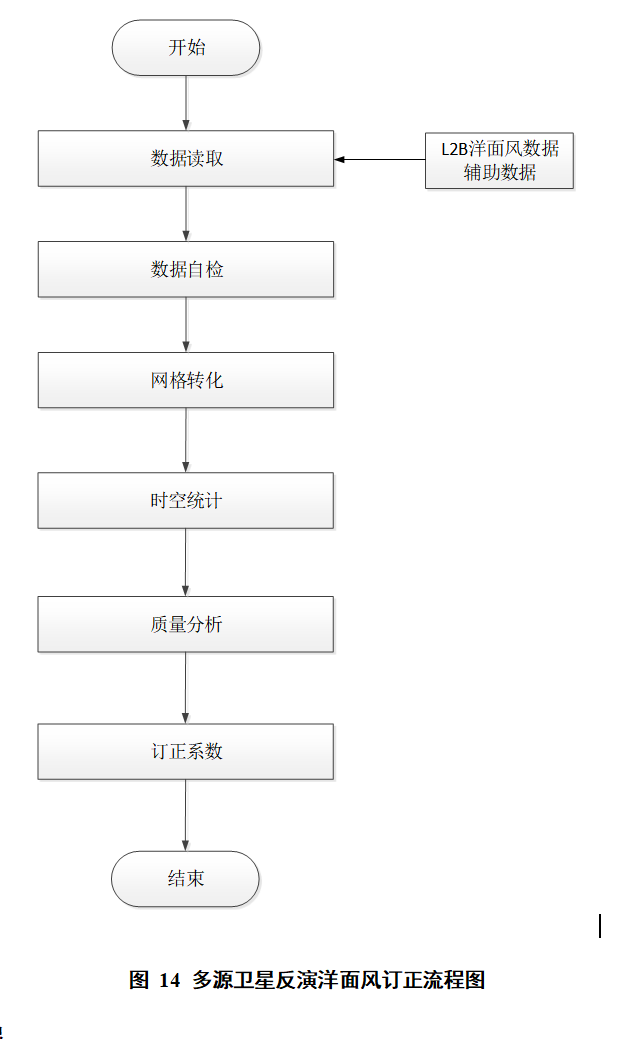 开始
数据读取
L2B洋面风数据
辅助数据
数据自检
网格转化
时空统计
质量分析
订正系数
结束
图 14 多源卫星反演洋面风订正流程图